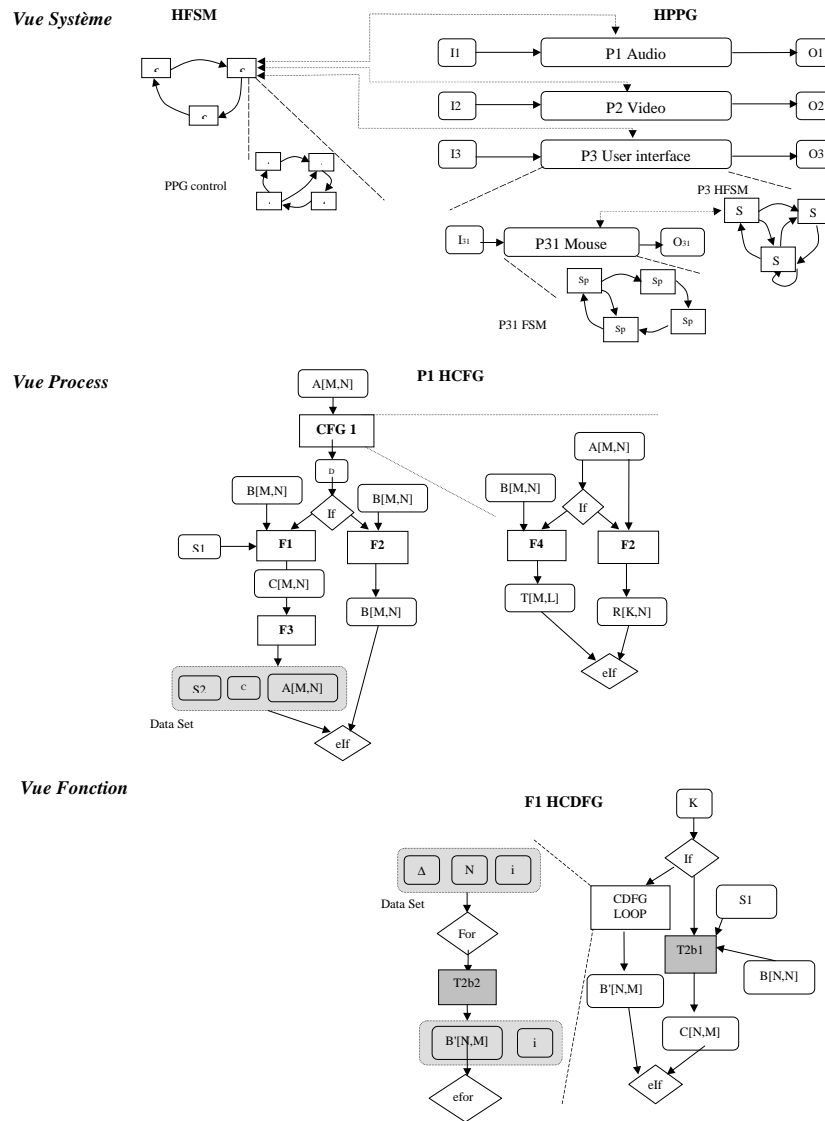 Vue Système
HFSM
HPPG
I1
P1 Audio
O1
I2
P2 Video
O2
I3
P3 User interface
O3
PPG control
P3 HFSM
S
S
S
I31
P31 Mouse
O31
P31 FSM
Sp
Sp
Sp
Sp
Vue Process
P1 HCFG
A[M,N]
CFG 1
D
B[M,N]
If
B[M,N]
S1
F1
F2
C[M,N]
B[M,N]
F3
S2
C
A[M,N]
Data Set
eIf
A[M,N]
B[M,N]
If
F4
F2
T[M,L]
R[K,N]
eIf
Vue Fonction
F1 HCDFG
K
If
Δ
N
i
Data Set
For
T2b2
B'[N,M]
i
efor
CDFG
LOOP
S1
T2b1
B[N,N]
B'[N,M]
C[N,M]
eIf